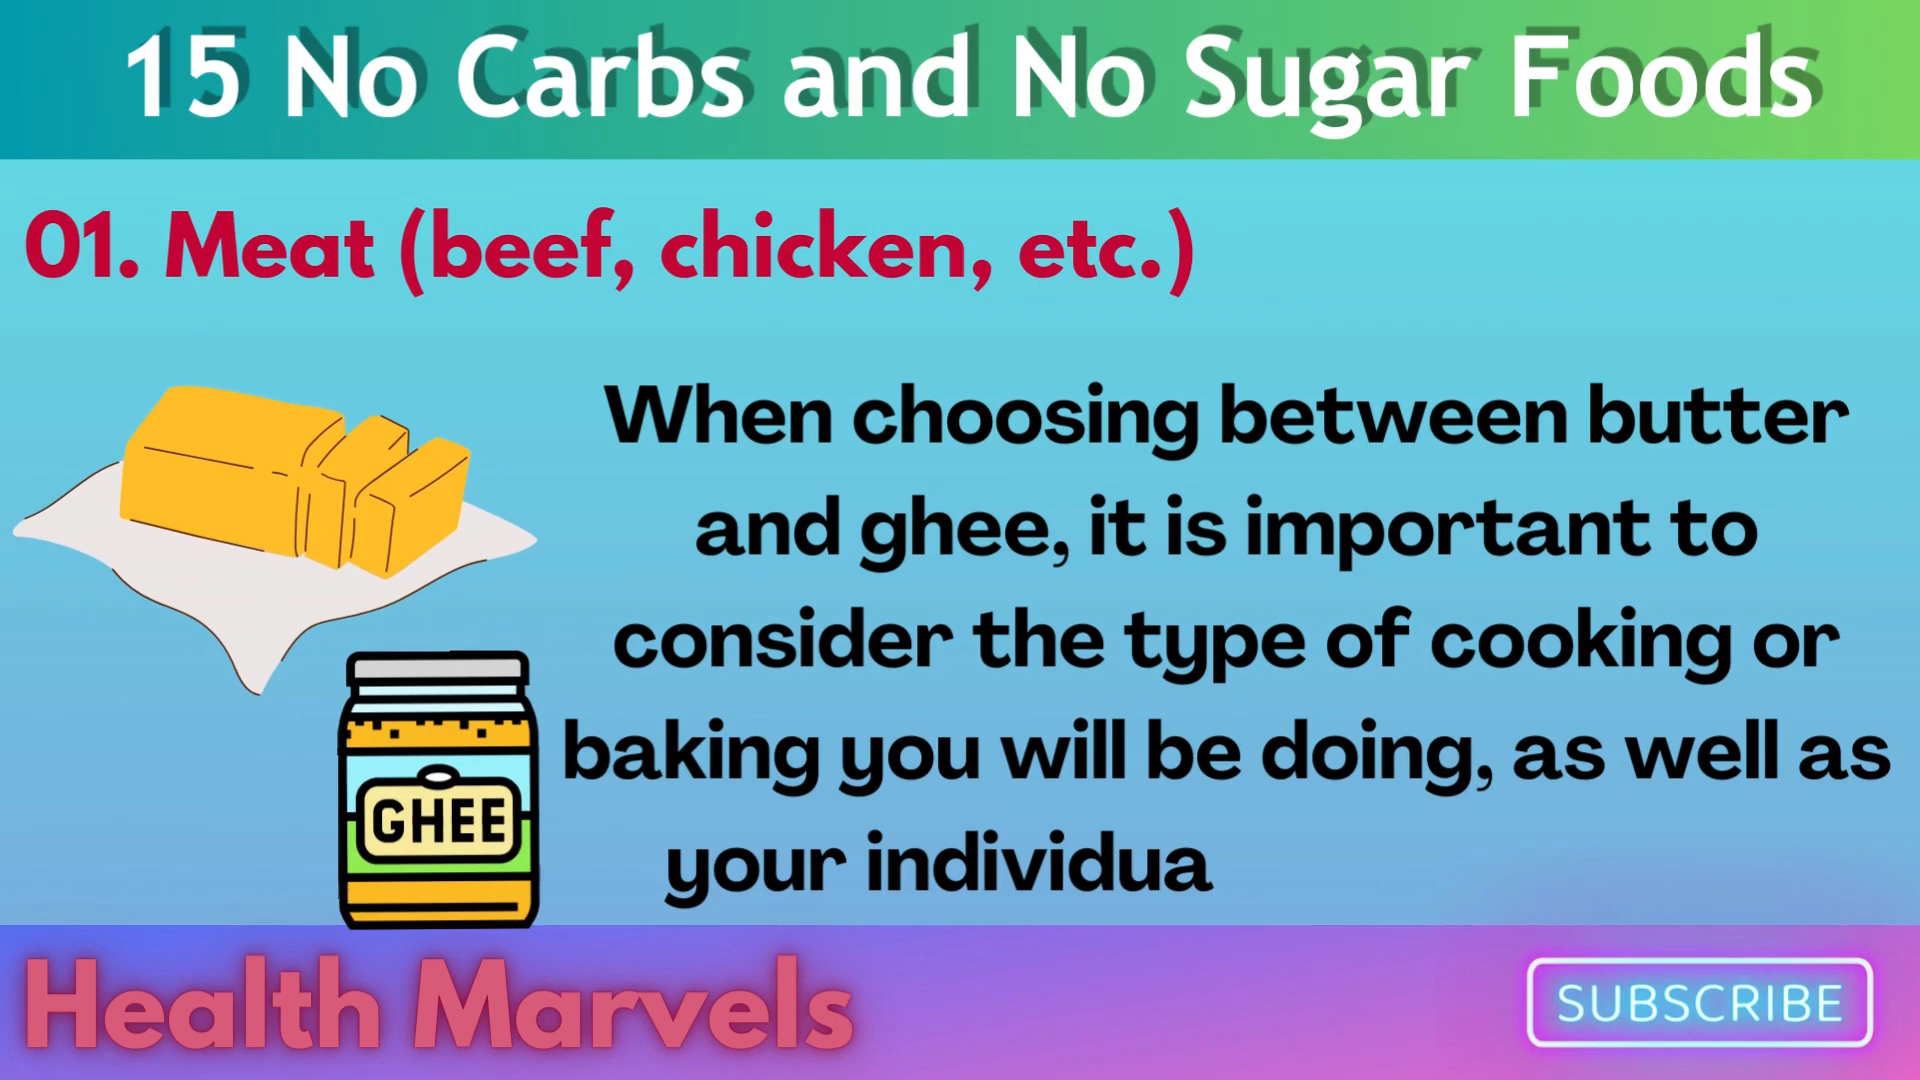 15 No Carbs and No Sugar Foods
01. Meat (beef, chicken, etc.)
When choosing between butter
and ghee, it is important to
consider the type of cooking or
baking you will be doing, as well as
your individua
GHEE
Health Marvels
SUBSCRIBE